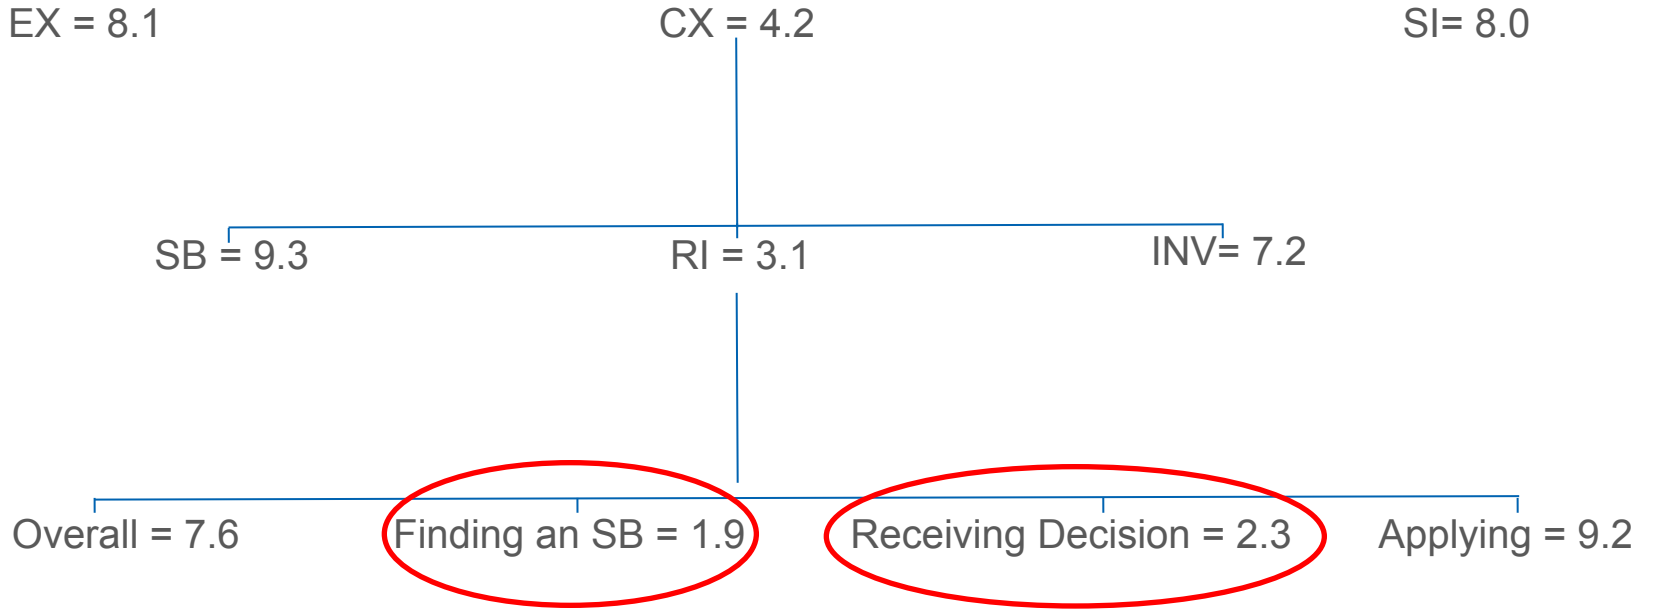 EX = 8.1
CX = 4.2
SI= 8.0
SB = 9.3
RI = 3.1
INV= 7.2
Overall = 7.6
Finding an SB = 1.9
Receiving Decision = 2.3
Applying = 9.2